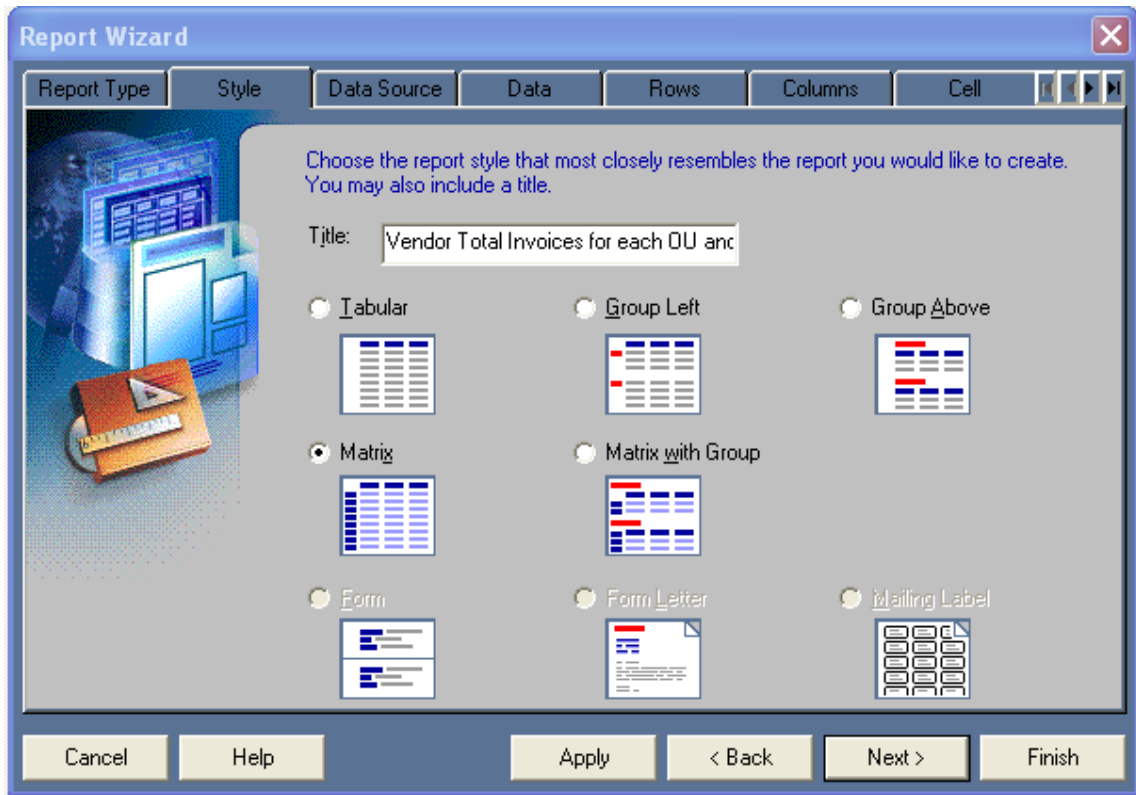 Report Wizard
Report Type Style Data Source Data Rows Columns Cell
Choose the report style that most closely resembles the report you would like to create.
You may also include a title.
Title: Vendor Total Invoices for each OU and
Tabular Group Left Group Above
Matrix Matrix with Group
Form Form Letter Mailing Label
Cancel Help Apply < Back Next > Finish